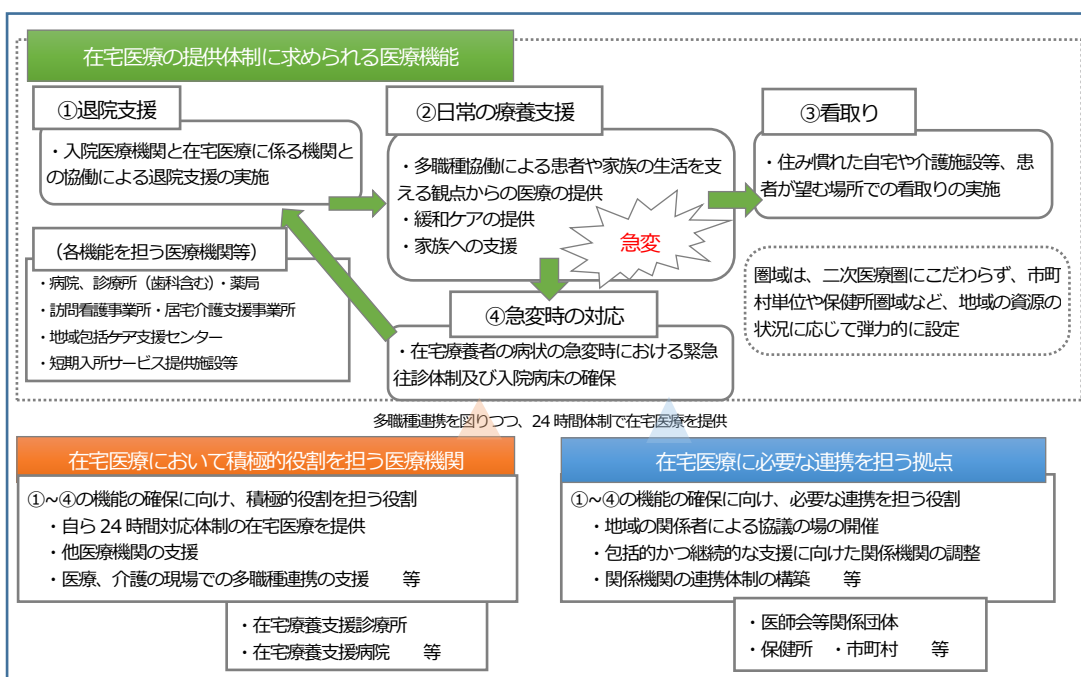 在宅医療の提供体制に求められる医療機能
①退院支援
・入院医療機関と在宅医療に係る機関と
の協働による退院支援の実施
②日常の療養支援
・多職種協働による患者や家族の生活を支
える観点からの医療の提供
・緩和ケアの提供
・家族への支援
急変
③看取り
・住み慣れた自宅や介護施設等、患
者が望む場所での看取りの実施
(各機能を担う医療機関等)
・病院、診療所(歯科含む)・薬局
・訪問看護事業所・居宅介護支援事業所
・地域包括ケア支援センター
・短期入所サービス提供施設等
④急変時の対応
・在宅療養者の病状の急変時における緊急
往診体制及び入院病床の確保
圏域は、二次医療圏にこだわらず、市町
村単位や保健所圏域など、地域の資源の
状況に応じて弾力的に設定
多職種連携を図りつつ、24時間体制で在宅医療を提供
在宅医療において積極的役割を担う医療機関
①~④の機能の確保に向け、積極的役割を担う役割
・自ら24時間対応体制の在宅医療を提供
・他医療機関の支援
・医療、介護の現場での多職種連携の支援 等
・在宅療養支援診療所
・在宅療養支援病院 等
在宅医療に必要な連携を担う拠点
①~④の機能の確保に向け、必要な連携を担う役割
・地域の関係者による協議の場の開催
・包括的かつ継続的な支援に向けた関係機関の調整
・関係機関の連携体制の構築 等
・医師会等関係団体
・保健所 ・市町村 等